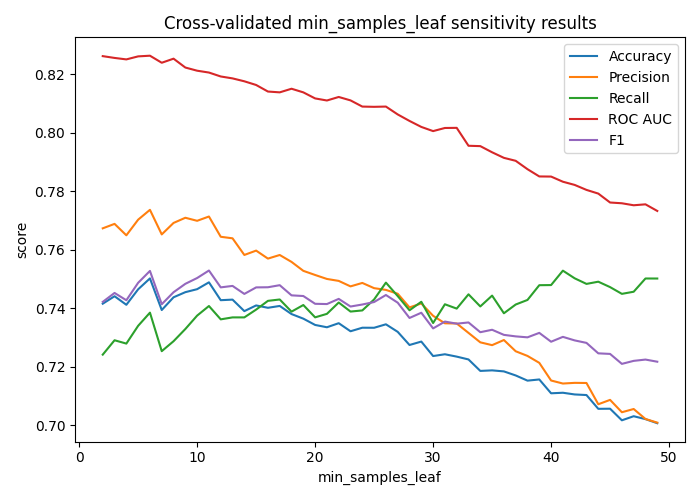 Cross-validated min_samples_leaf sensitivity results
Accuracy
Precision
Recall
ROC AUC
F1
score
0.82
0.80
0.78
0.76
0.74
0.72
0.70
0
10
20
30
40
50
min_samples_leaf